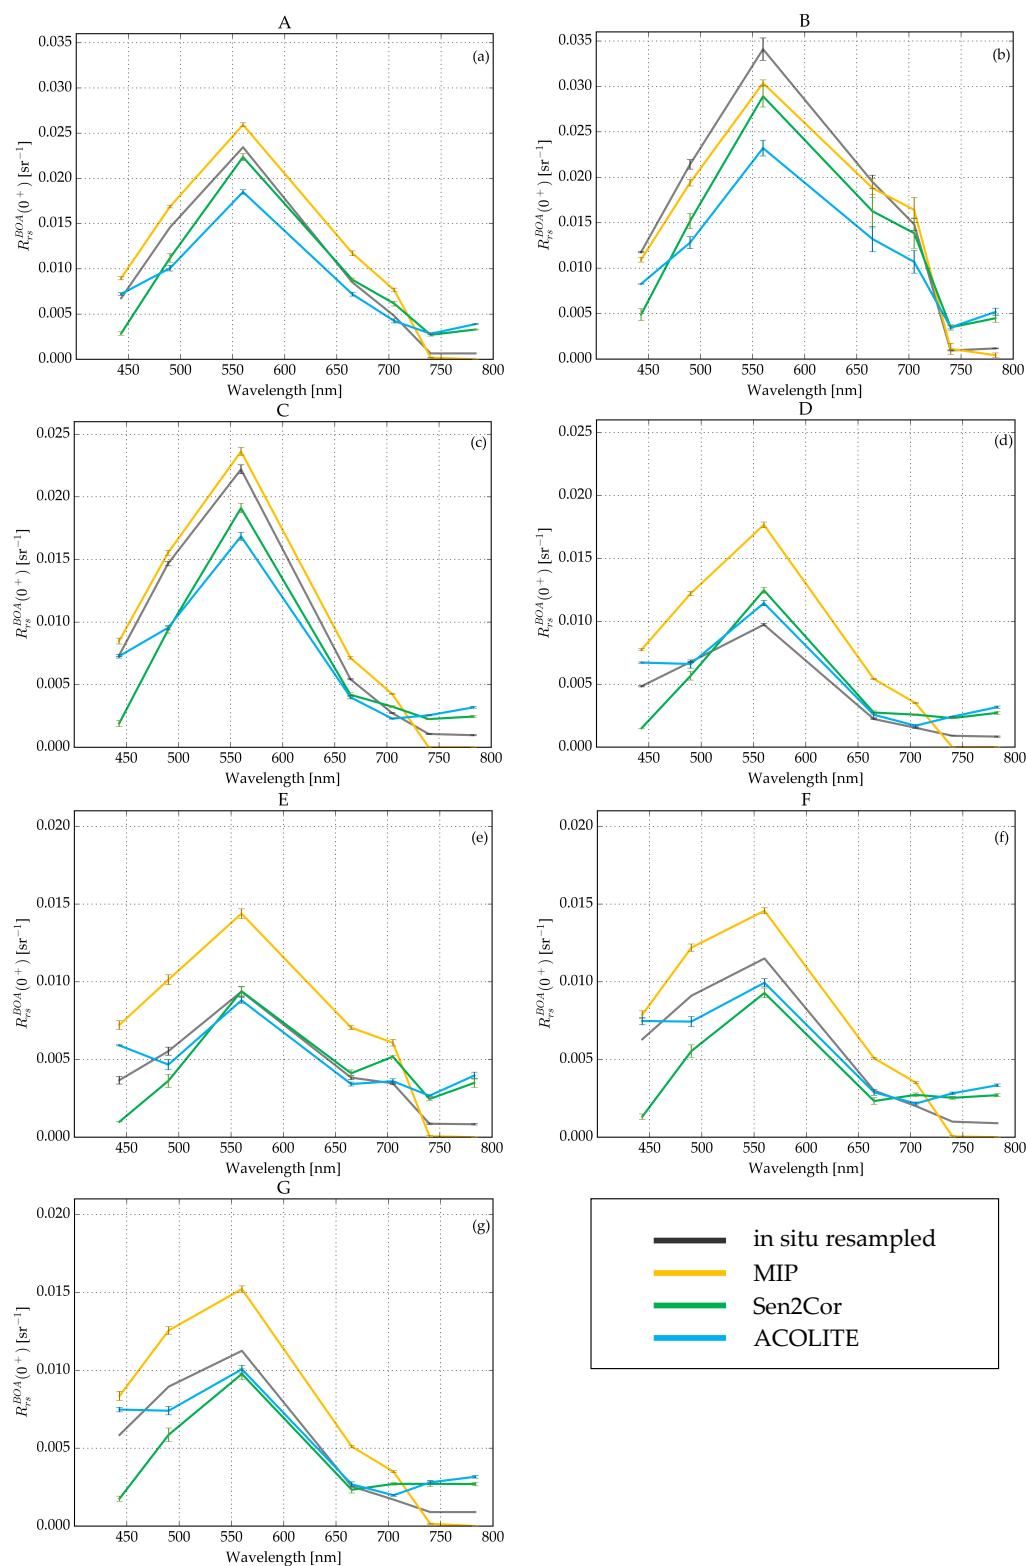 A
(a)
0.035
0.030
0.025
0.020
0.015
0.010
0.005
0.000
R_rs^BOA(0^+) [sr^−1]
450 500 550 600 650 700 750 800
Wavelength [nm]
B
(b)
0.035
0.030
0.025
0.020
0.015
0.010
0.005
0.000
R_rs^BOA(0^+) [sr^−1]
450 500 550 600 650 700 750 800
Wavelength [nm]
C
(c)
0.025
0.020
0.015
0.010
0.005
0.000
R_rs^BOA(0^+) [sr^−1]
450 500 550 600 650 700 750 800
Wavelength [nm]
D
(d)
0.025
0.020
0.015
0.010
0.005
0.000
R_rs^BOA(0^+) [sr^−1]
450 500 550 600 650 700 750 800
Wavelength [nm]
E
(e)
0.020
0.015
0.010
0.005
0.000
R_rs^BOA(0^+) [sr^−1]
450 500 550 600 650 700 750 800
Wavelength [nm]
F
(f)
0.020
0.015
0.010
0.005
0.000
R_rs^BOA(0^+) [sr^−1]
450 500 550 600 650 700 750 800
Wavelength [nm]
G
(g)
0.020
0.015
0.010
0.005
0.000
R_rs^BOA(0^+) [sr^−1]
450 500 550 600 650 700 750 800
Wavelength [nm]
in situ resampled
MIP
Sen2Cor
ACOLITE